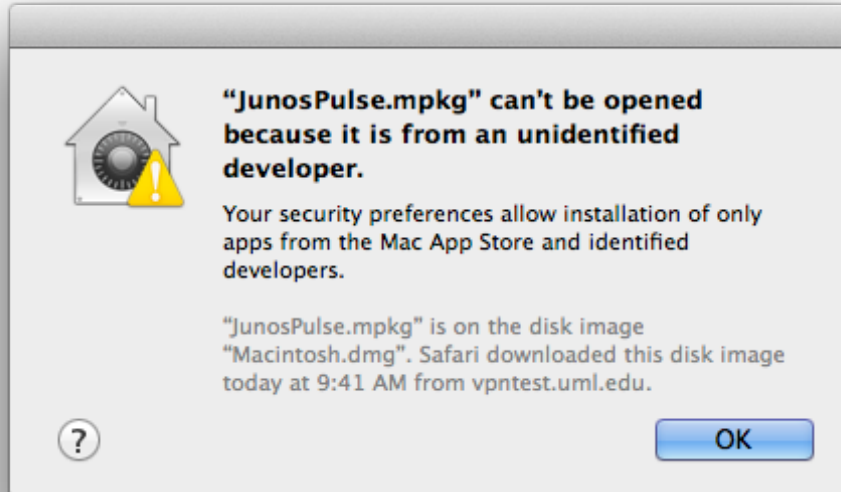 “JunosPulse.mpkg” can't be opened
because it is from an unidentified
developer.
Your security preferences allow installation of only
apps from the Mac App Store and identified
developers.
“JunosPulse.mpkg” is on the disk image
“Macintosh.dmg”. Safari downloaded this disk image
today at 9:41 AM from vpntest.uml.edu.
?
OK